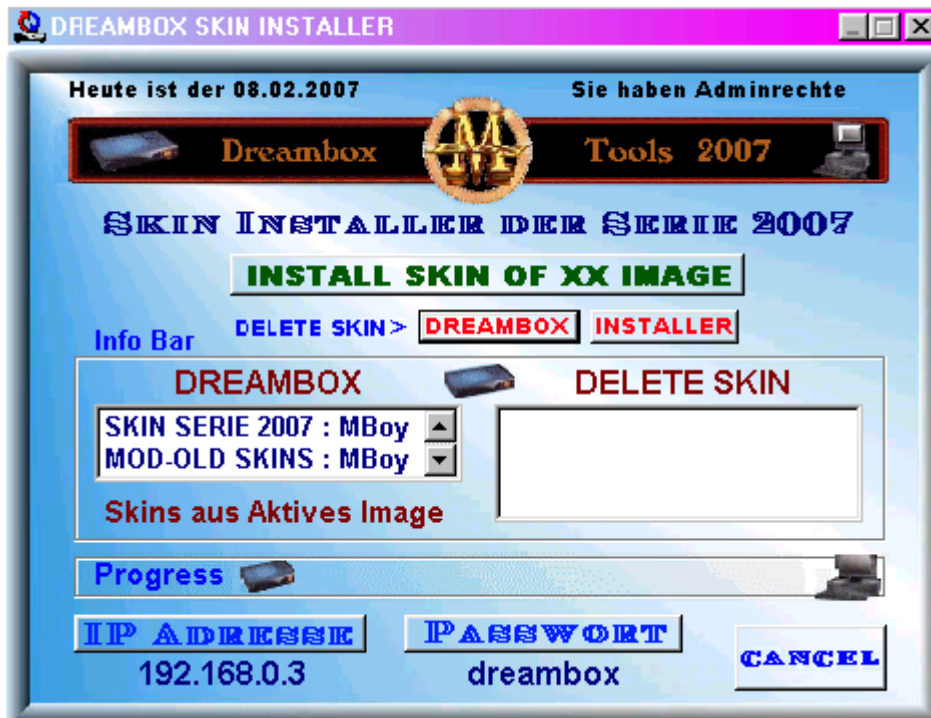 DREAMBOX SKIN INSTALLER
Heute ist der 08.02.2007 Sie haben Adminrechte
Dreambox M Tools 2007
SKIN INSTALLER DER SERIE 2007
INSTALL SKIN OF XX IMAGE
DELETE SKIN> DREAMBOX INSTALLER
Info Bar
DREAMBOX DELETE SKIN
SKIN SERIE 2007 : MBoy
MOD-OLD SKINS : MBoy
Skins aus Aktives Image
Progress
IP ADRESSE PASSWORT
192.168.0.3 dreambox
CANCEL